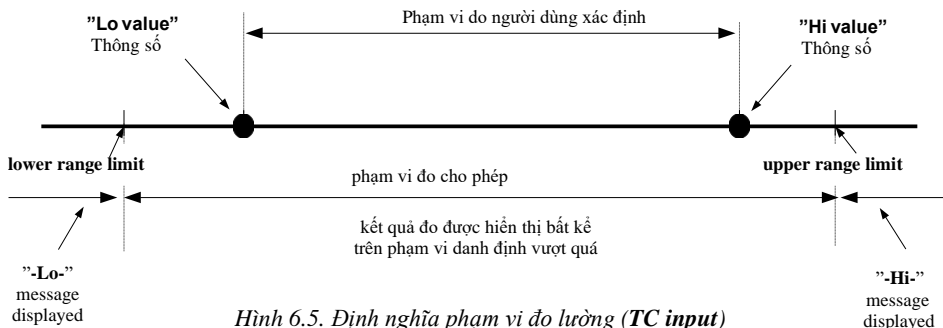 ”Lo value”
Thông số
Phạm vi do người dùng xác định
”Hi value”
Thông số
lower range limit
upper range limit
phạm vi đo cho phép
kết quả đo được hiển thị bất kể
trên phạm vi danh định vượt quá
”-Lo-”
message
displayed
”-Hi-”
message
displayed
Hình 6.5. Định nghĩa phạm vi đo lường (TC input)